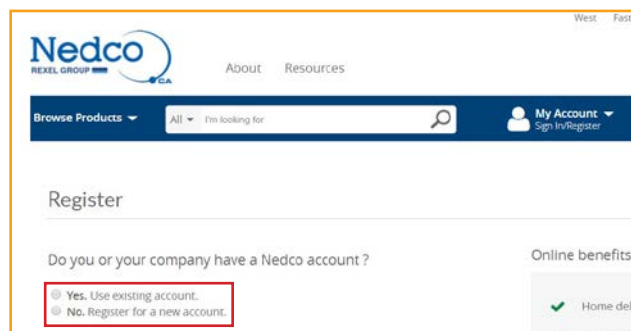 West Fast
Nedco
REXEL GROUP
.CA
About Resources
Browse Products
All I'm looking for
My Account
Sign In/Register
Register
Do you or your company have a Nedco account ?
Online benefits
Yes. Use existing account.
No. Register for a new account.
Home del